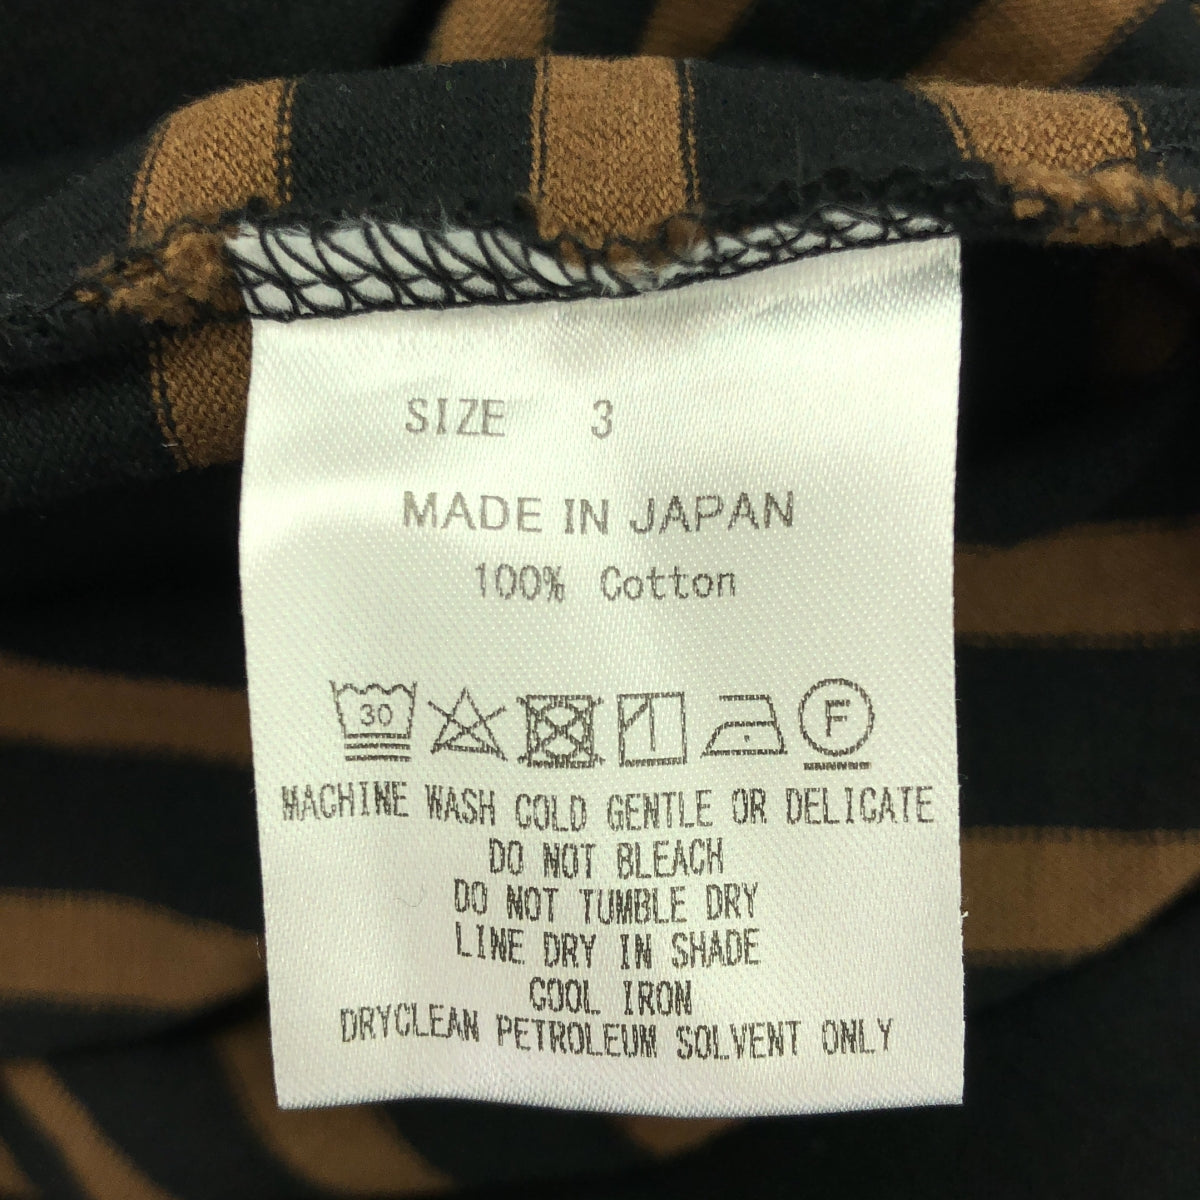 SIZE 3
MADE IN JAPAN
100% Cotton
30 F
MACHINE WASH COLD GENTLE OR DELICATE
DO NOT BLEACH
DO NOT TUMBLE DRY
LINE DRY IN SHADE
COOL IRON
DRYCLEAN PETROLEUM SOLVENT ONLY